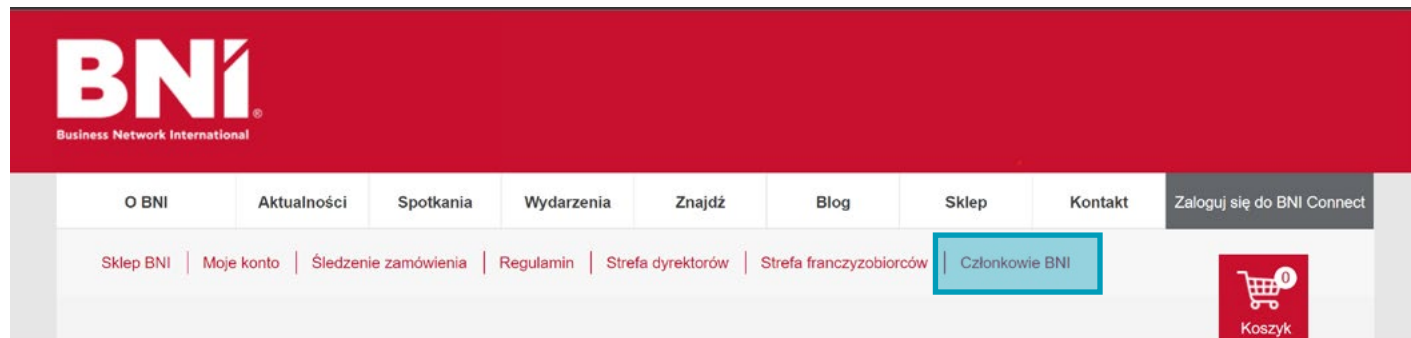 BNI®
Business Network International
O BNI Aktualności Spotkania Wydarzenia Znajdź Blog Sklep Kontakt Zaloguj się do BNI Connect
Sklep BNI | Moje konto | Śledzenie zamówienia | Regulamin | Strefa dyrektorów | Strefa franczyzobiorców | Członkowie BNI
0
Koszyk